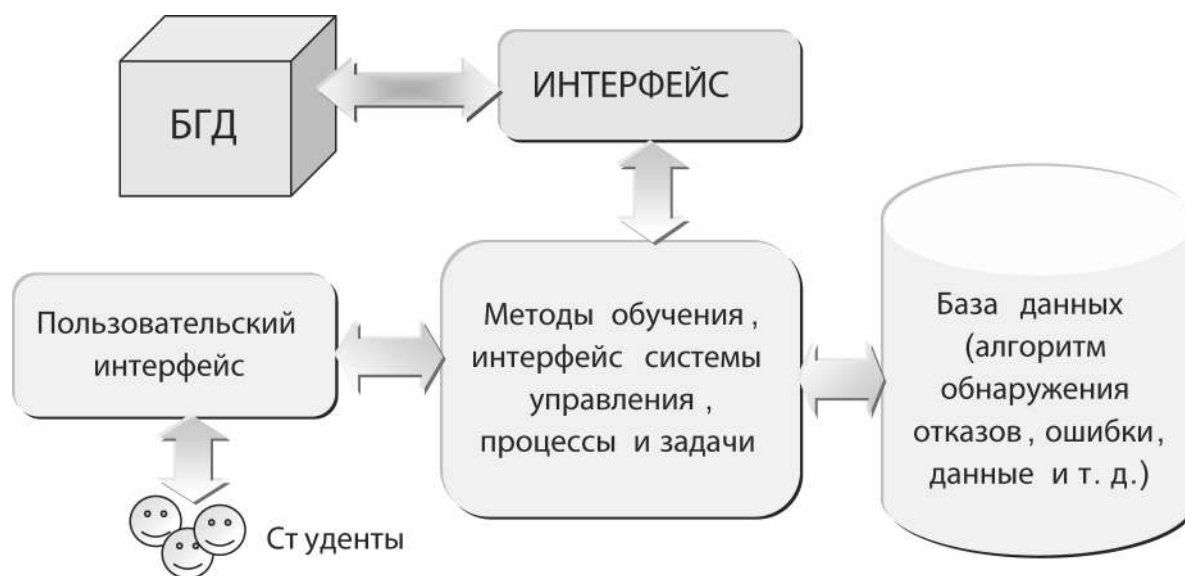 БГД
ИНТЕРФЕЙС
Пользовательский
интерфейс
Методы обучения ,
интерфейс системы
управления ,
процессы и задачи
База данных
(алгоритм
обнаружения
отказов , ошибки,
данные и т. д.)
Ст уденты